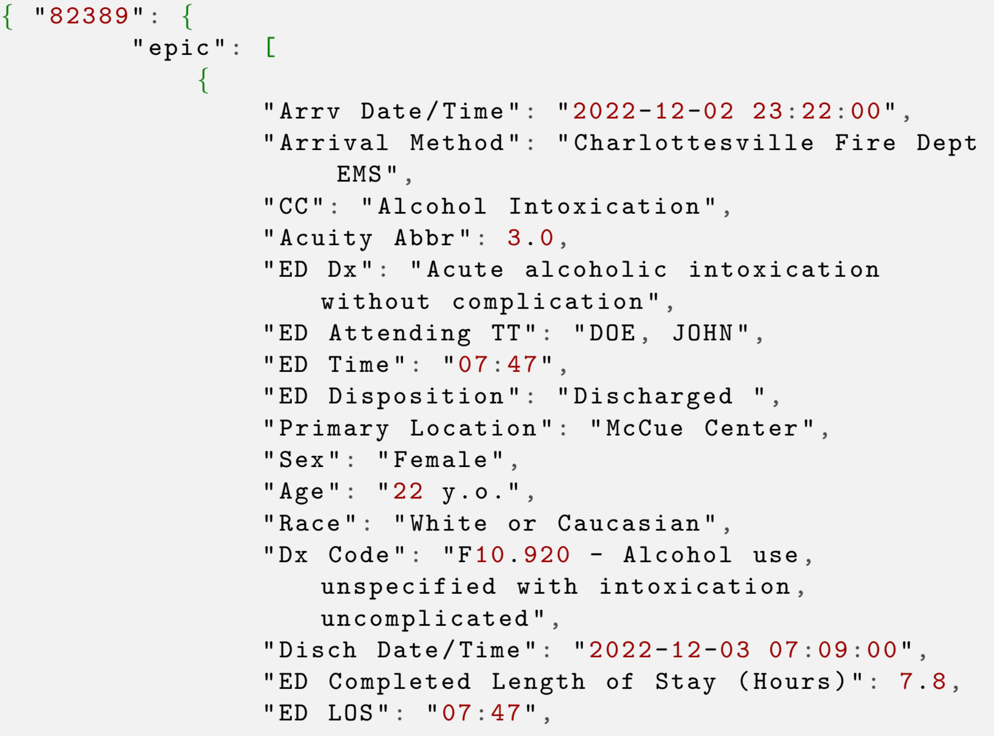 { "82389": {
"epic": [
{
"Arrv Date/Time": "2022-12-02 23:22:00",
"Arrival Method": "Charlottesville Fire Dept
EMS",
"CC": "Alcohol Intoxication",
"Acuity Abbr": 3.0,
"ED Dx": "Acute alcoholic intoxication
without complication",
"ED Attending TT": "DOE, JOHN",
"ED Time": "07:47",
"ED Disposition": "Discharged ",
"Primary Location": "McCue Center",
"Sex": "Female",
"Age": "22 y.o.",
"Race": "White or Caucasian",
"Dx Code": "F10.920 - Alcohol use,
unspecified with intoxication,
uncomplicated",
"Disch Date/Time": "2022-12-03 07:09:00",
"ED Completed Length of Stay (Hours)": 7.8,
"ED LOS": "07:47",